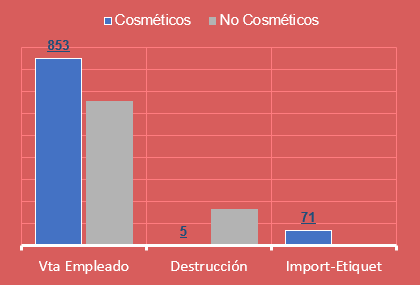 Cosméticos No Cosméticos
853
5
71
Vta Empleado Destrucción Import-Etiquet